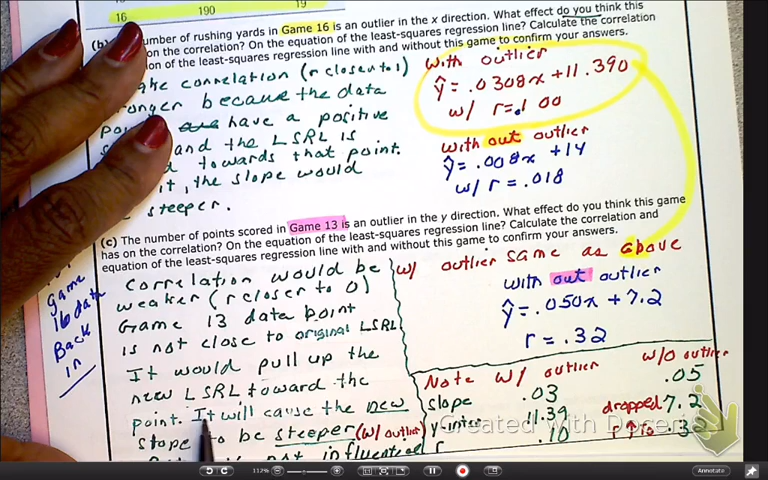 16 190 19
number of rushing yards in Game 16 is an outlier in the x direction. What effect do you think this
on the correlation? On the equation of the least-squares regression line? Calculate the correlation
on of the least-squares regression line with and without this game to confirm your answers.
ke correlation (r closer to 1)
onger because the data
have a positive
and the LSRL is
towards that point.
it, the slope would
steeper.
With outlier
ŷ = .0308x + 11.390
w/ r = .100
with out outlier
ŷ = .008x + 14
w/ r = .018
(c) The number of points scored in Game 13 is an outlier in the y direction. What effect do you think this game
has on the correlation? On the equation of the least-squares regression line? Calculate the correlation and
equation of the least-squares regression line with and without this game to confirm your answers.
Game
16 data
Back
in
Correlation would be
weaker (r closer to 0)
Game 13 data point
is not close to original LSRL
It would pull up the
new LSRL toward the
point. It will cause the new
slope to be steeper (w/ outlier)
not influential
w/ outlier same as above
with out outlier
ŷ = .050x + 7.2
r = .32
Note w/ outlier w/o outlier
slope .03 .05
y inter 11.39 dropped 7.2
r .10 r ↑ to .3
Created with Doceri
112%
Annotate